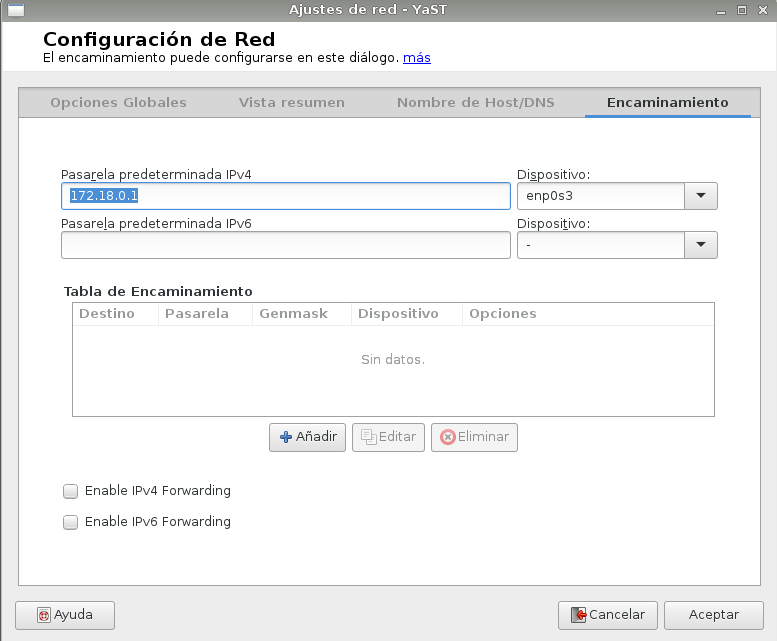 Ajustes de red - YaST
Configuración de Red
El encaminamiento puede configurarse en este diálogo. más
Opciones Globales Vista resumen Nombre de Host/DNS Encaminamiento
Pasarela predeterminada IPv4 Dispositivo:
172.18.0.1 enp0s3
Pasarela predeterminada IPv6 Dispositivo:
-
Tabla de Encaminamiento
Destino Pasarela Genmask Dispositivo Opciones
Sin datos.
Añadir Editar Eliminar
Enable IPv4 Forwarding
Enable IPv6 Forwarding
Ayuda Cancelar Aceptar